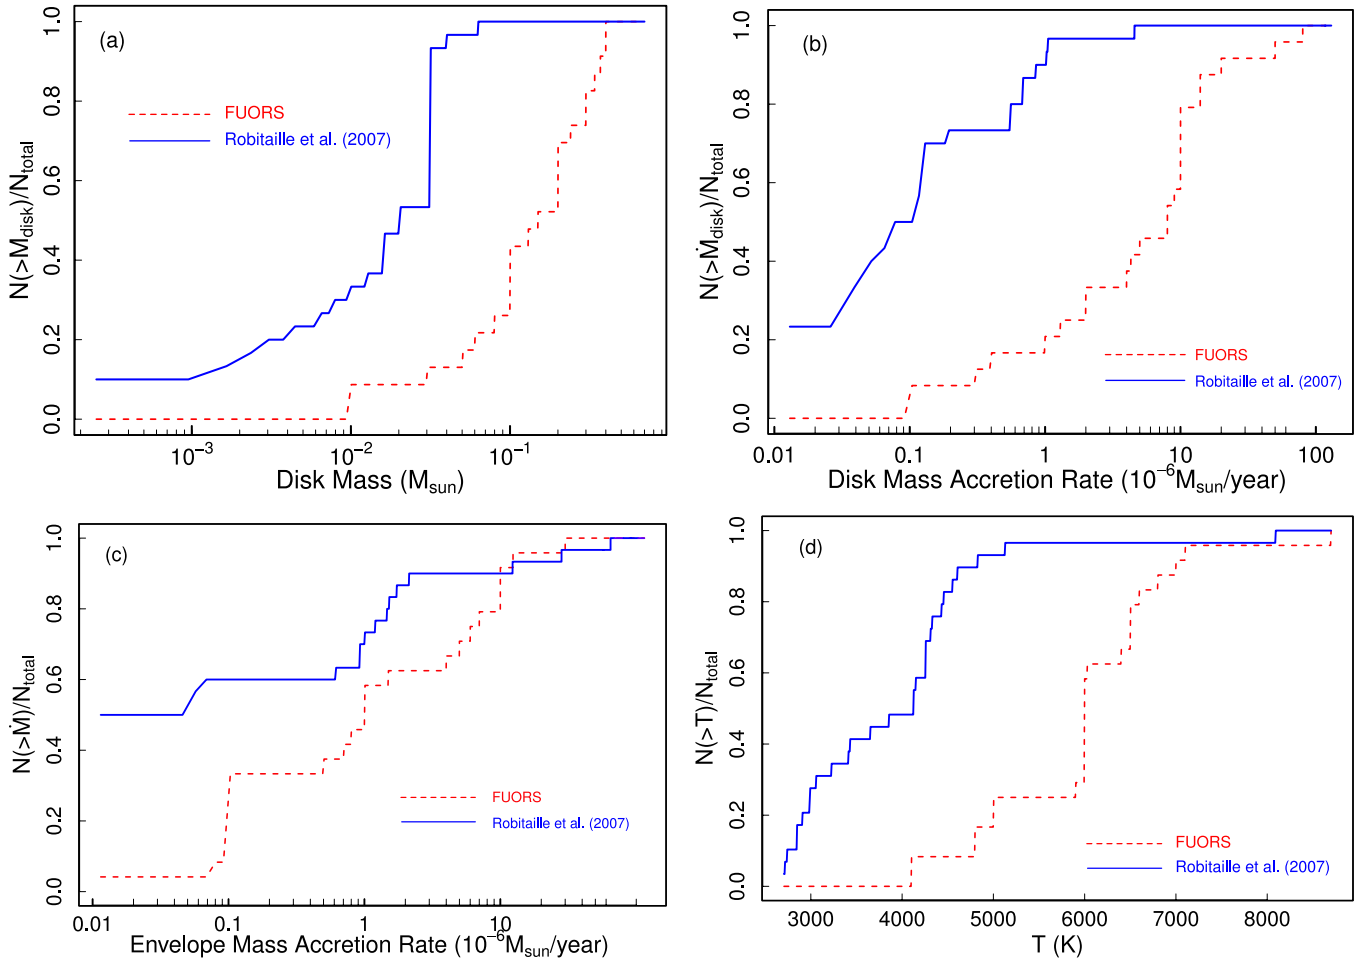 (a)
FUORS
Robitaille et al. (2007)
N(>M_disk)/N_total
0.0 0.2 0.4 0.6 0.8 1.0
10⁻³ 10⁻² 10⁻¹
Disk Mass (M_sun)
(b)
FUORS
Robitaille et al. (2007)
N(>Ṁ_disk)/N_total
0.0 0.2 0.4 0.6 0.8 1.0
0.01 0.1 1 10 100
Disk Mass Accretion Rate (10⁻⁶M_sun/year)
(c)
FUORS
Robitaille et al. (2007)
N(>Ṁ)/N_total
0.0 0.2 0.4 0.6 0.8 1.0
0.01 0.1 1 10
Envelope Mass Accretion Rate (10⁻⁶M_sun/year)
(d)
FUORS
Robitaille et al. (2007)
N(>T)/N_total
0.0 0.2 0.4 0.6 0.8 1.0
3000 4000 5000 6000 7000 8000
T (K)